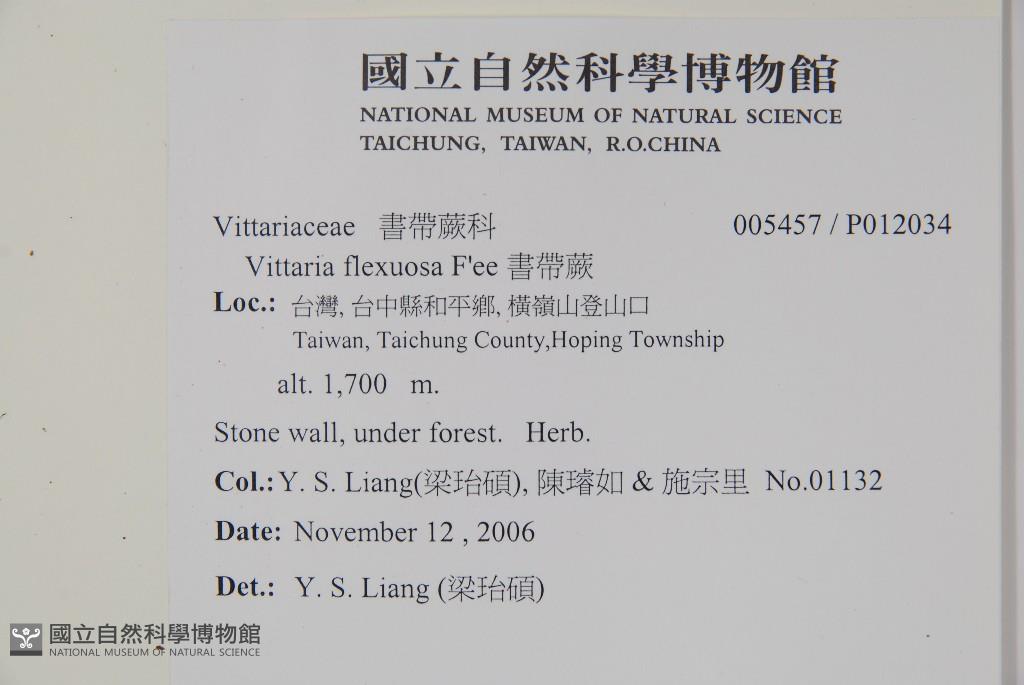 國立自然科學博物館
NATIONAL MUSEUM OF NATURAL SCIENCE
TAICHUNG, TAIWAN, R.O.CHINA
Vittariaceae 書帶蕨科 005457 / P012034
Vittaria flexuosa F'ee 書帶蕨
Loc.: 台灣, 台中縣和平鄉, 橫嶺山登山口
Taiwan, Taichung County,Hoping Township
alt. 1,700 m.
Stone wall, under forest. Herb.
Col.: Y. S. Liang(梁珆碩), 陳璿如 & 施宗里 No.01132
Date: November 12 , 2006
Det.: Y. S. Liang (梁珆碩)
國立自然科學博物館
NATIONAL MUSEUM OF NATURAL SCIENCE